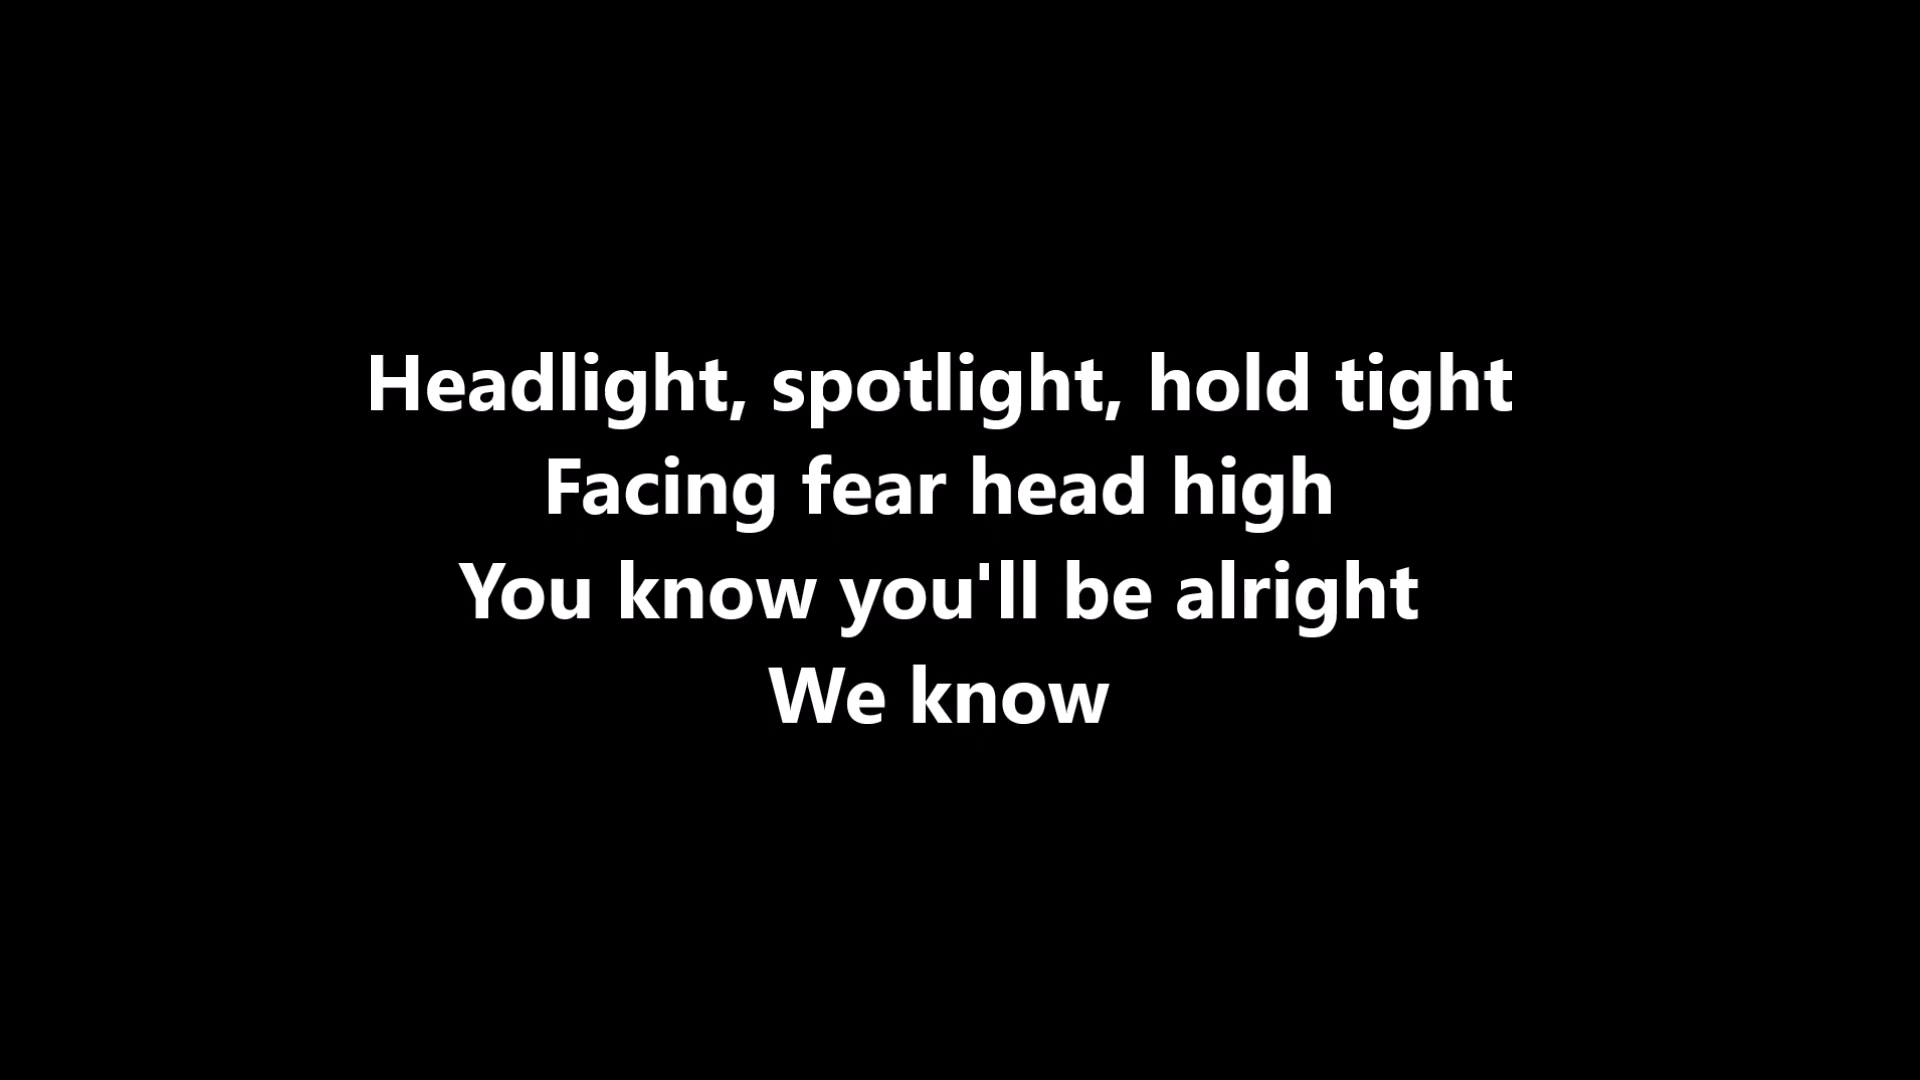 Headlight, spotlight, hold tight
Facing fear head high
You know you'll be alright
We know